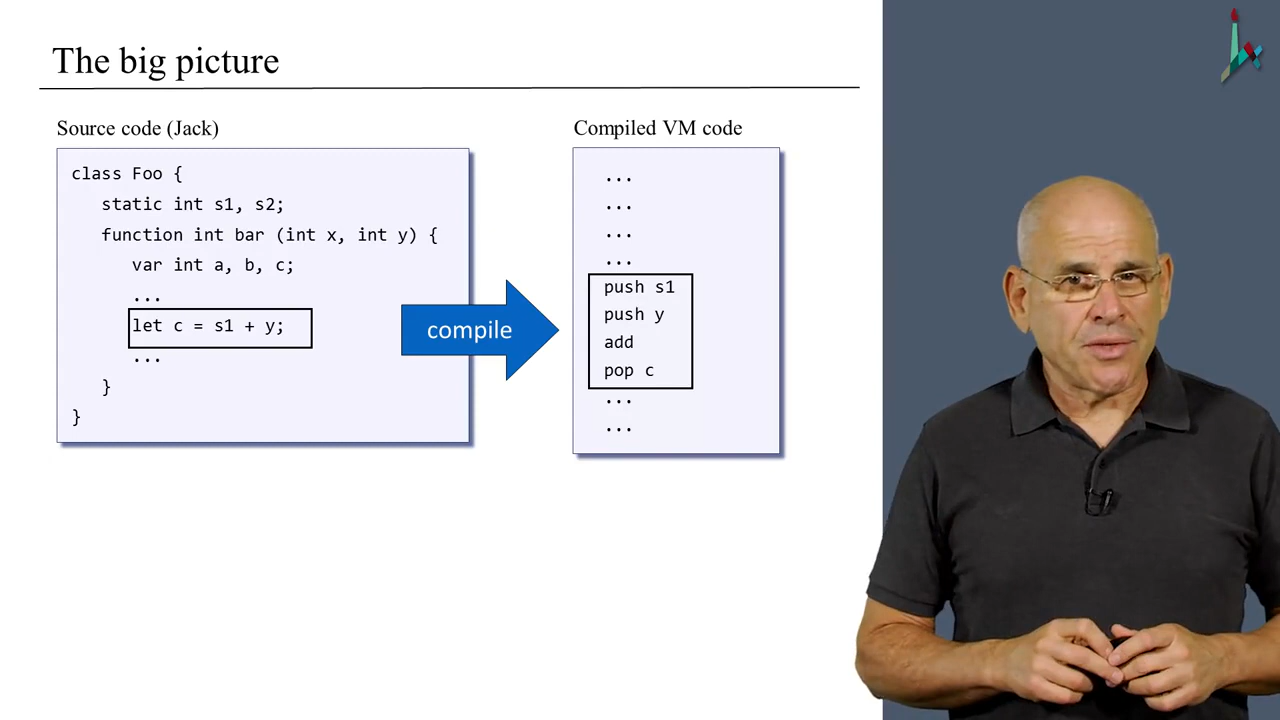 The big picture
Source code (Jack)
class Foo {
static int s1, s2;
function int bar (int x, int y) {
var int a, b, c;
...
let c = s1 + y;
...
}
}
compile
Compiled VM code
...
...
...
...
push s1
push y
add
pop c
...
...